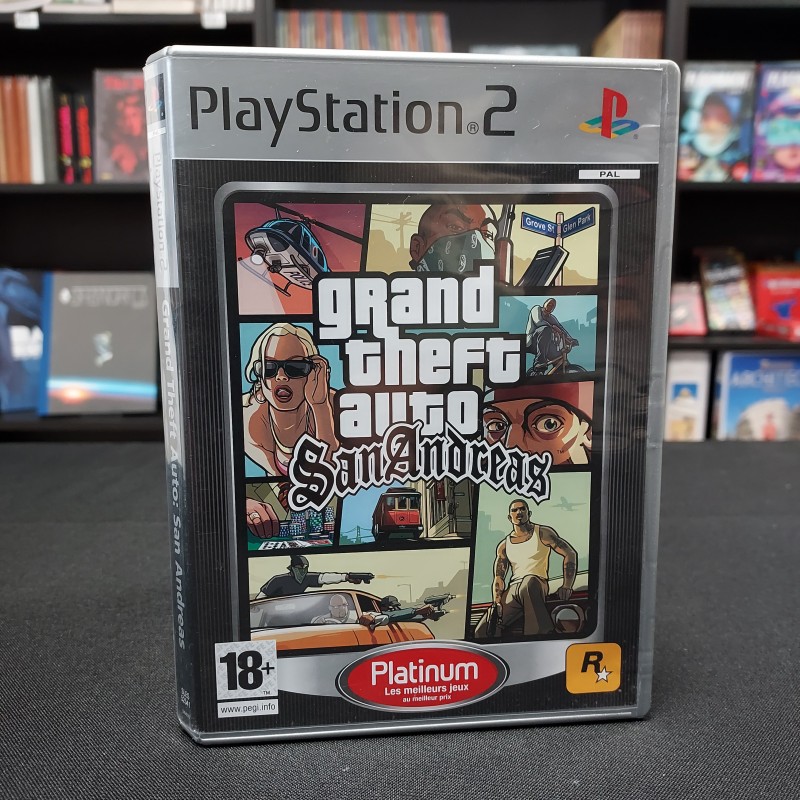 PlayStation®2
PAL
Grove St
Glen Park
grand
theft
auto
San Andreas
18+
www.pegi.info
Platinum
Les meilleurs jeux
au meilleur prix
R
PlayStation 2
Grand Theft Auto: San Andreas